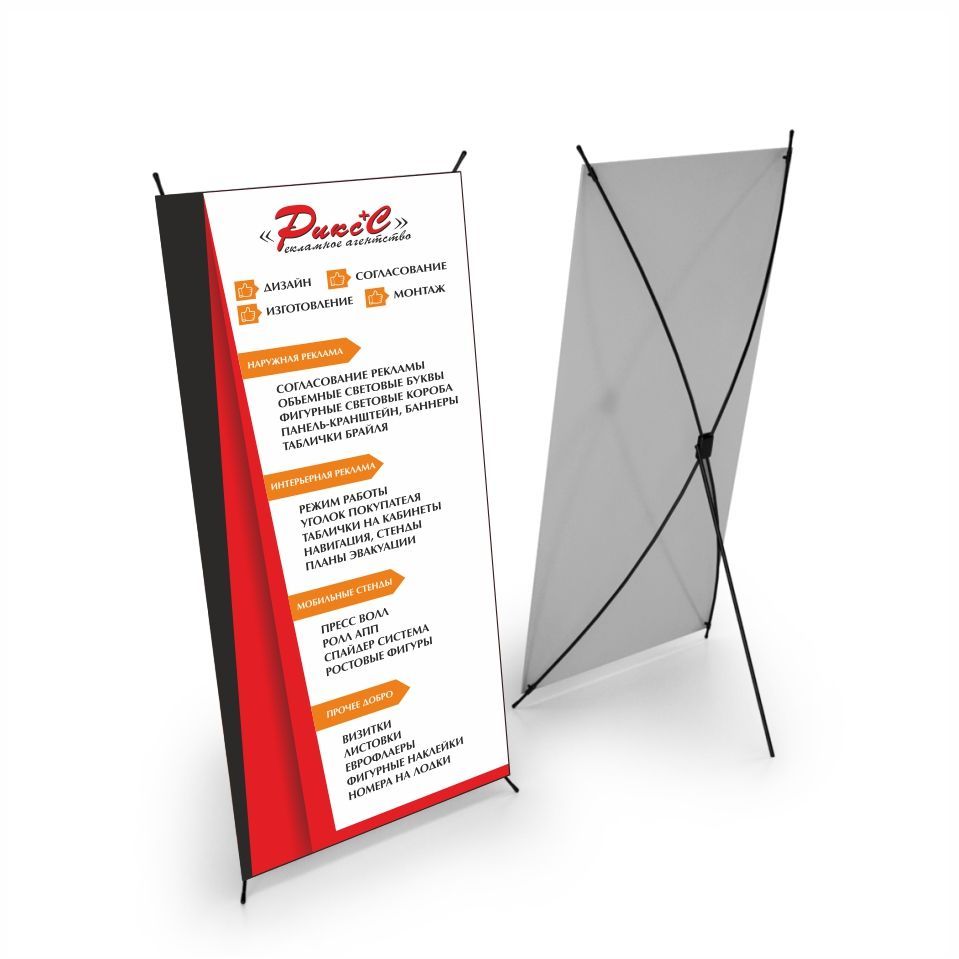 «Рикс+С»
Рекламное агентство
ДИЗАЙН СОГЛАСОВАНИЕ
ИЗГОТОВЛЕНИЕ МОНТАЖ
НАРУЖНАЯ РЕКЛАМА
СОГЛАСОВАНИЕ РЕКЛАМЫ
ОБЪЕМНЫЕ СВЕТОВЫЕ БУКВЫ
ФИГУРНЫЕ СВЕТОВЫЕ КОРОБА
ПАНЕЛЬ-КРАНШТЕЙН, БАННЕРЫ
ТАБЛИЧКИ БРАЙЛЯ
ИНТЕРЬЕРНАЯ РЕКЛАМА
РЕЖИМ РАБОТЫ
УГОЛОК ПОКУПАТЕЛЯ
ТАБЛИЧКИ НА КАБИНЕТЫ
НАВИГАЦИЯ, СТЕНДЫ
ПЛАНЫ ЭВАКУАЦИИ
МОБИЛЬНЫЕ СТЕНДЫ
ПРЕСС ВОЛЛ
РОЛЛ АПП
СПАЙДЕР СИСТЕМА
РОСТОВЫЕ ФИГУРЫ
ПРОЧЕЕ ДОБРО
ВИЗИТКИ
ЛИСТОВКИ
ЕВРОФЛАЕРЫ
ФИГУРНЫЕ НАКЛЕЙКИ
НОМЕРА НА ЛОДКИ